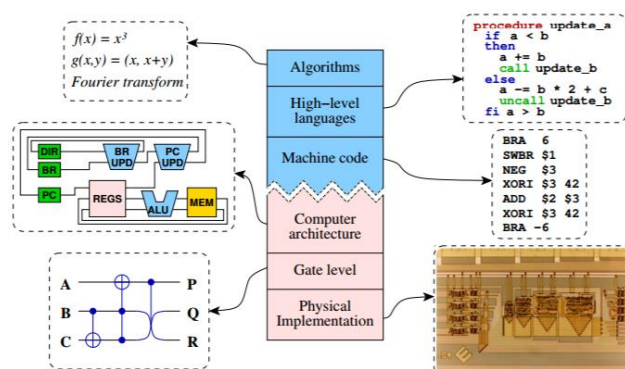 f(x) = x³
g(x,y) = (x, x+y)
Fourier transform
Algorithms
High-level
languages
Machine code
Computer
architecture
Gate level
Physical
Implementation
procedure update_a
if a < b
then
a += b
call update_b
else
a -= b * 2 + c
uncall update_b
fi a > b
DIR
BR
PC
BR
UPD
PC
UPD
REGS
ALU
MEM
BRA 6
SWBR $1
NEG $3
XORI $3 42
ADD $2 $3
XORI $3 42
BRA -6
A P
B Q
C R